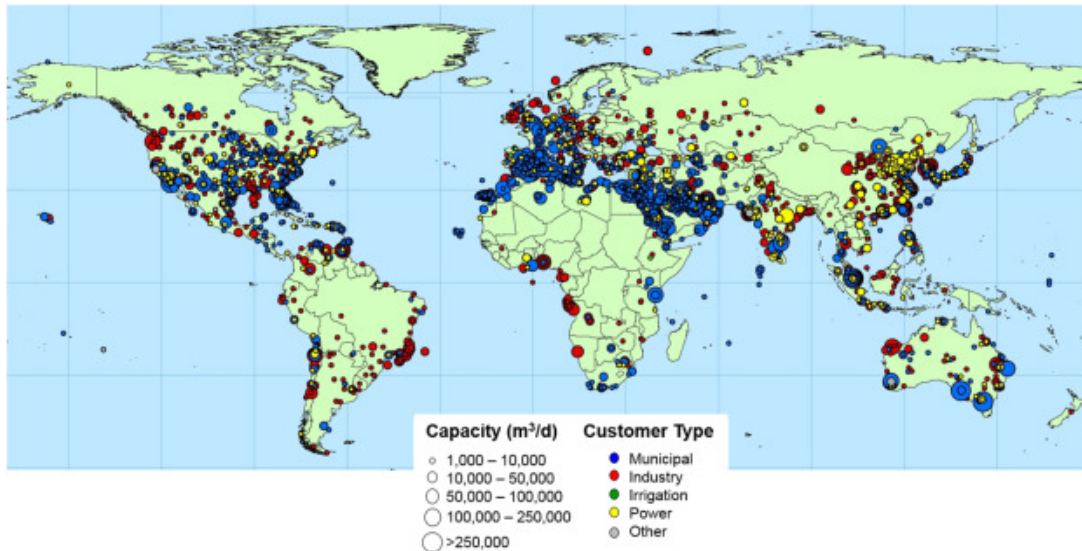 Capacity (m³/d)
1,000 – 10,000
10,000 – 50,000
50,000 – 100,000
100,000 – 250,000
>250,000
Customer Type
Municipal
Industry
Irrigation
Power
Other